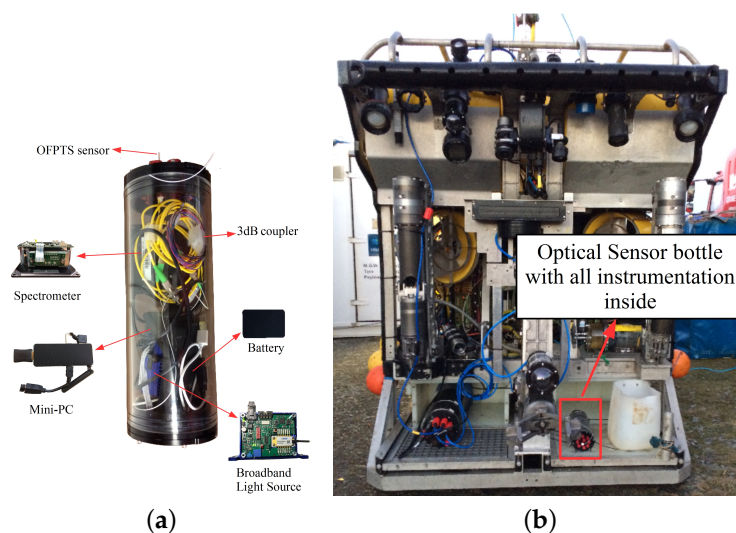 OFPTS sensor
3dB coupler
Spectrometer
Battery
Mini-PC
Broadband
Light Source
(a)
Optical Sensor bottle
with all instrumentation
inside
(b)